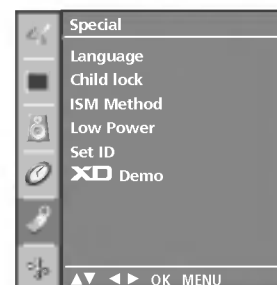 Special
Language
Child lock
ISM Method
Low Power
Set ID
XD Demo
▲▼ ◀▶ OK MENU